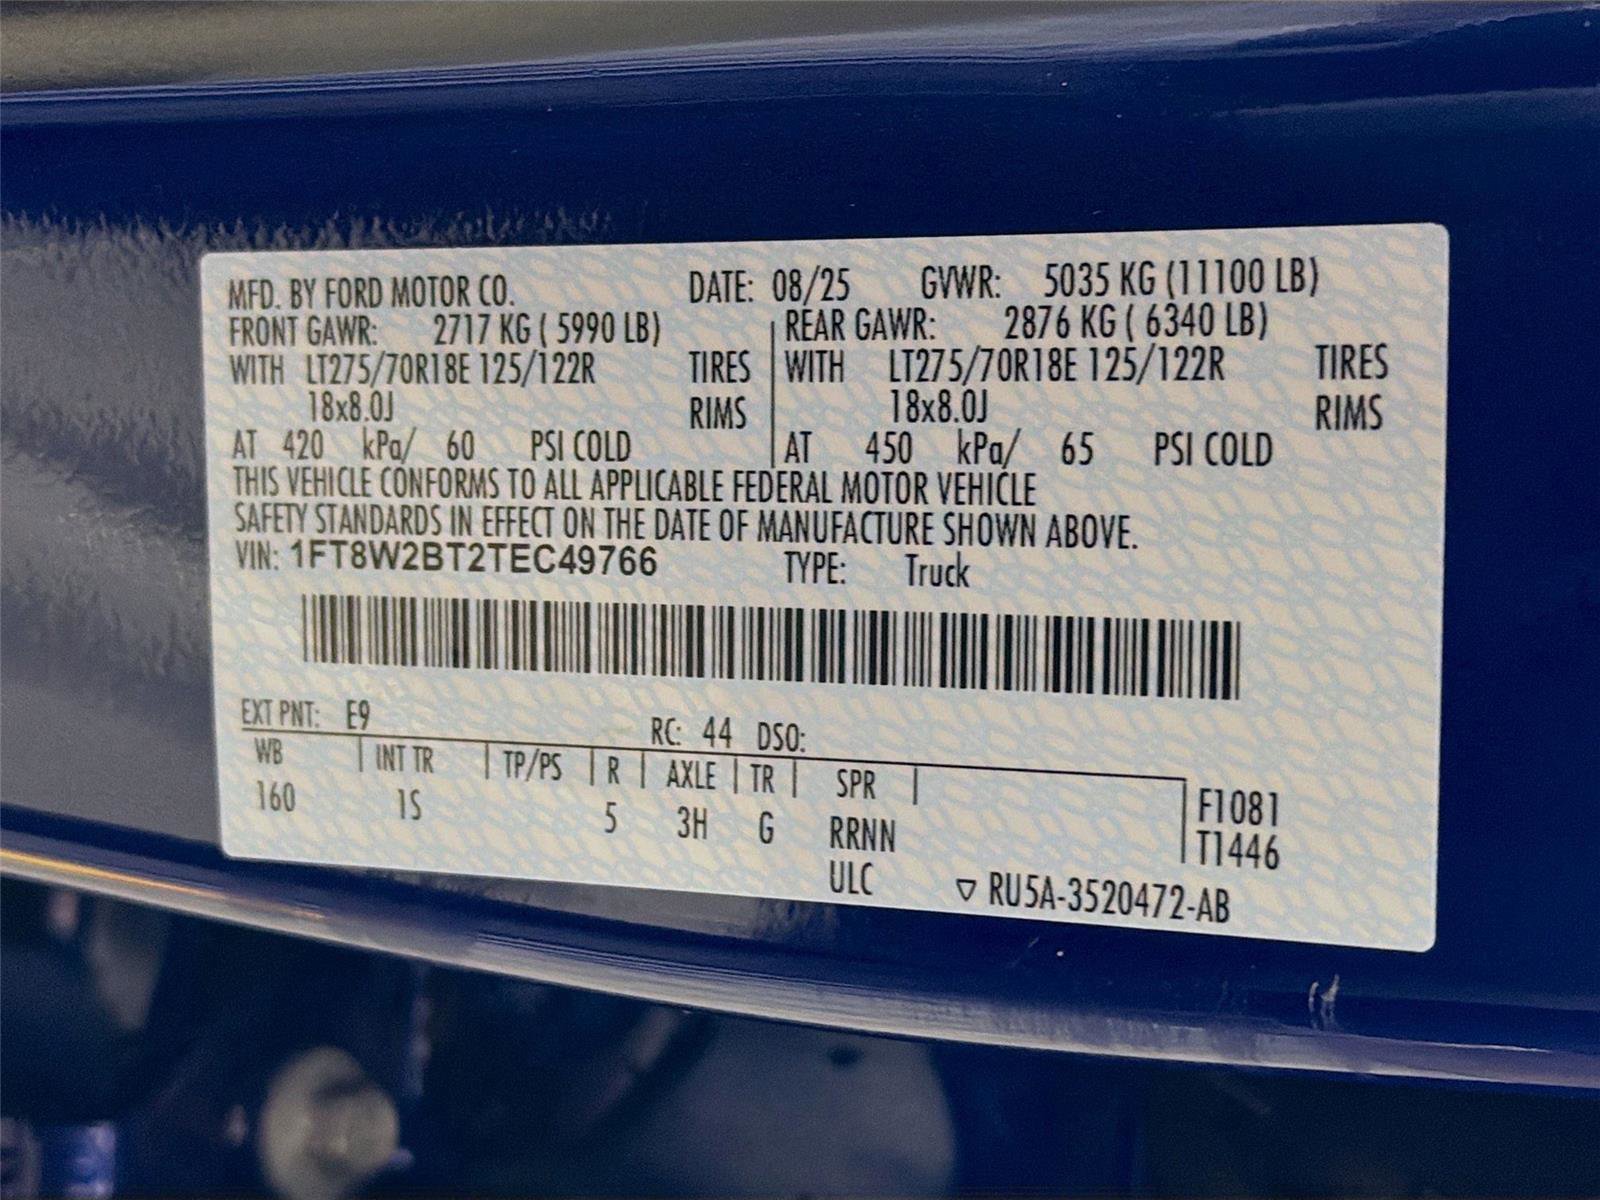 MFD. BY FORD MOTOR CO. DATE: 08/25 GVWR: 5035 KG (11100 LB)
FRONT GAWR: 2717 KG ( 5990 LB) REAR GAWR: 2876 KG ( 6340 LB)
WITH LT275/70R18E 125/122R TIRES WITH LT275/70R18E 125/122R TIRES
18x8.0J RIMS 18x8.0J RIMS
AT 420 kPa/ 60 PSI COLD AT 450 kPa/ 65 PSI COLD
THIS VEHICLE CONFORMS TO ALL APPLICABLE FEDERAL MOTOR VEHICLE
SAFETY STANDARDS IN EFFECT ON THE DATE OF MANUFACTURE SHOWN ABOVE.
VIN: 1FT8W2BT2TEC49766 TYPE: Truck
EXT PNT: E9 RC: 44 DSO:
WB INT TR TP/PS R AXLE TR SPR
160 1S 5 3H G RRNN
ULC
F1081
T1446
▽ RU5A-3520472-AB